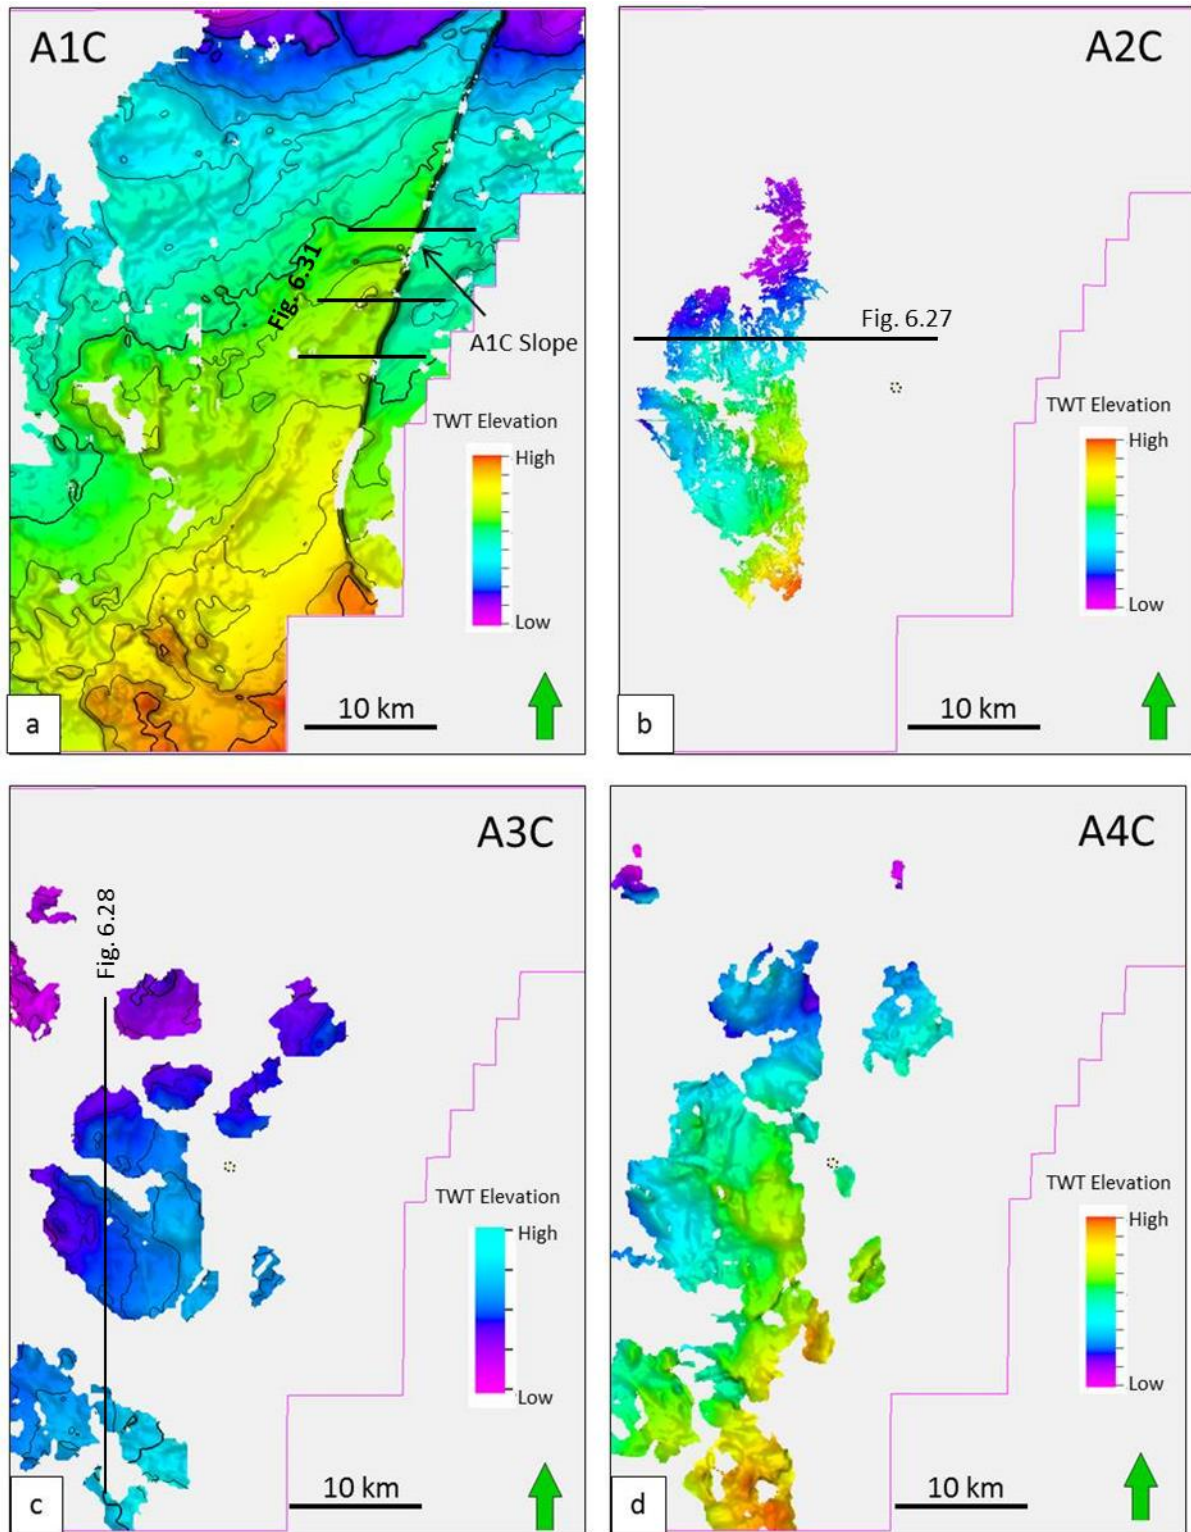 A1C
Fig. 6.31
A1C Slope
TWT Elevation
High
Low
10 km
a
A2C
Fig. 6.27
TWT Elevation
High
Low
10 km
b
A3C
Fig. 6.28
TWT Elevation
High
Low
10 km
c
A4C
TWT Elevation
High
Low
10 km
d